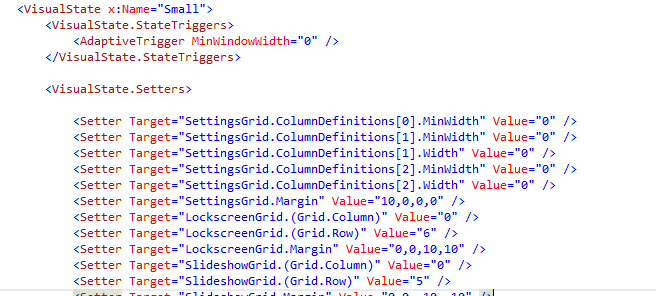 <VisualState x:Name="Small">
<VisualState.StateTriggers>
<AdaptiveTrigger MinWindowWidth="0" />
</VisualState.StateTriggers>
<VisualState.Setters>
<Setter Target="SettingsGrid.ColumnDefinitions[0].MinWidth" Value="0" />
<Setter Target="SettingsGrid.ColumnDefinitions[1].MinWidth" Value="0" />
<Setter Target="SettingsGrid.ColumnDefinitions[1].Width" Value="0" />
<Setter Target="SettingsGrid.ColumnDefinitions[2].MinWidth" Value="0" />
<Setter Target="SettingsGrid.ColumnDefinitions[2].Width" Value="0" />
<Setter Target="SettingsGrid.Margin" Value="10,0,0,0" />
<Setter Target="LockscreenGrid.(Grid.Column)" Value="0" />
<Setter Target="LockscreenGrid.(Grid.Row)" Value="6" />
<Setter Target="LockscreenGrid.Margin" Value="0,0,10,10" />
<Setter Target="SlideshowGrid.(Grid.Column)" Value="0" />
<Setter Target="SlideshowGrid.(Grid.Row)" Value="5" />
<Setter Target="SlideshowGrid.Margin" Value="0,0,10,10" />